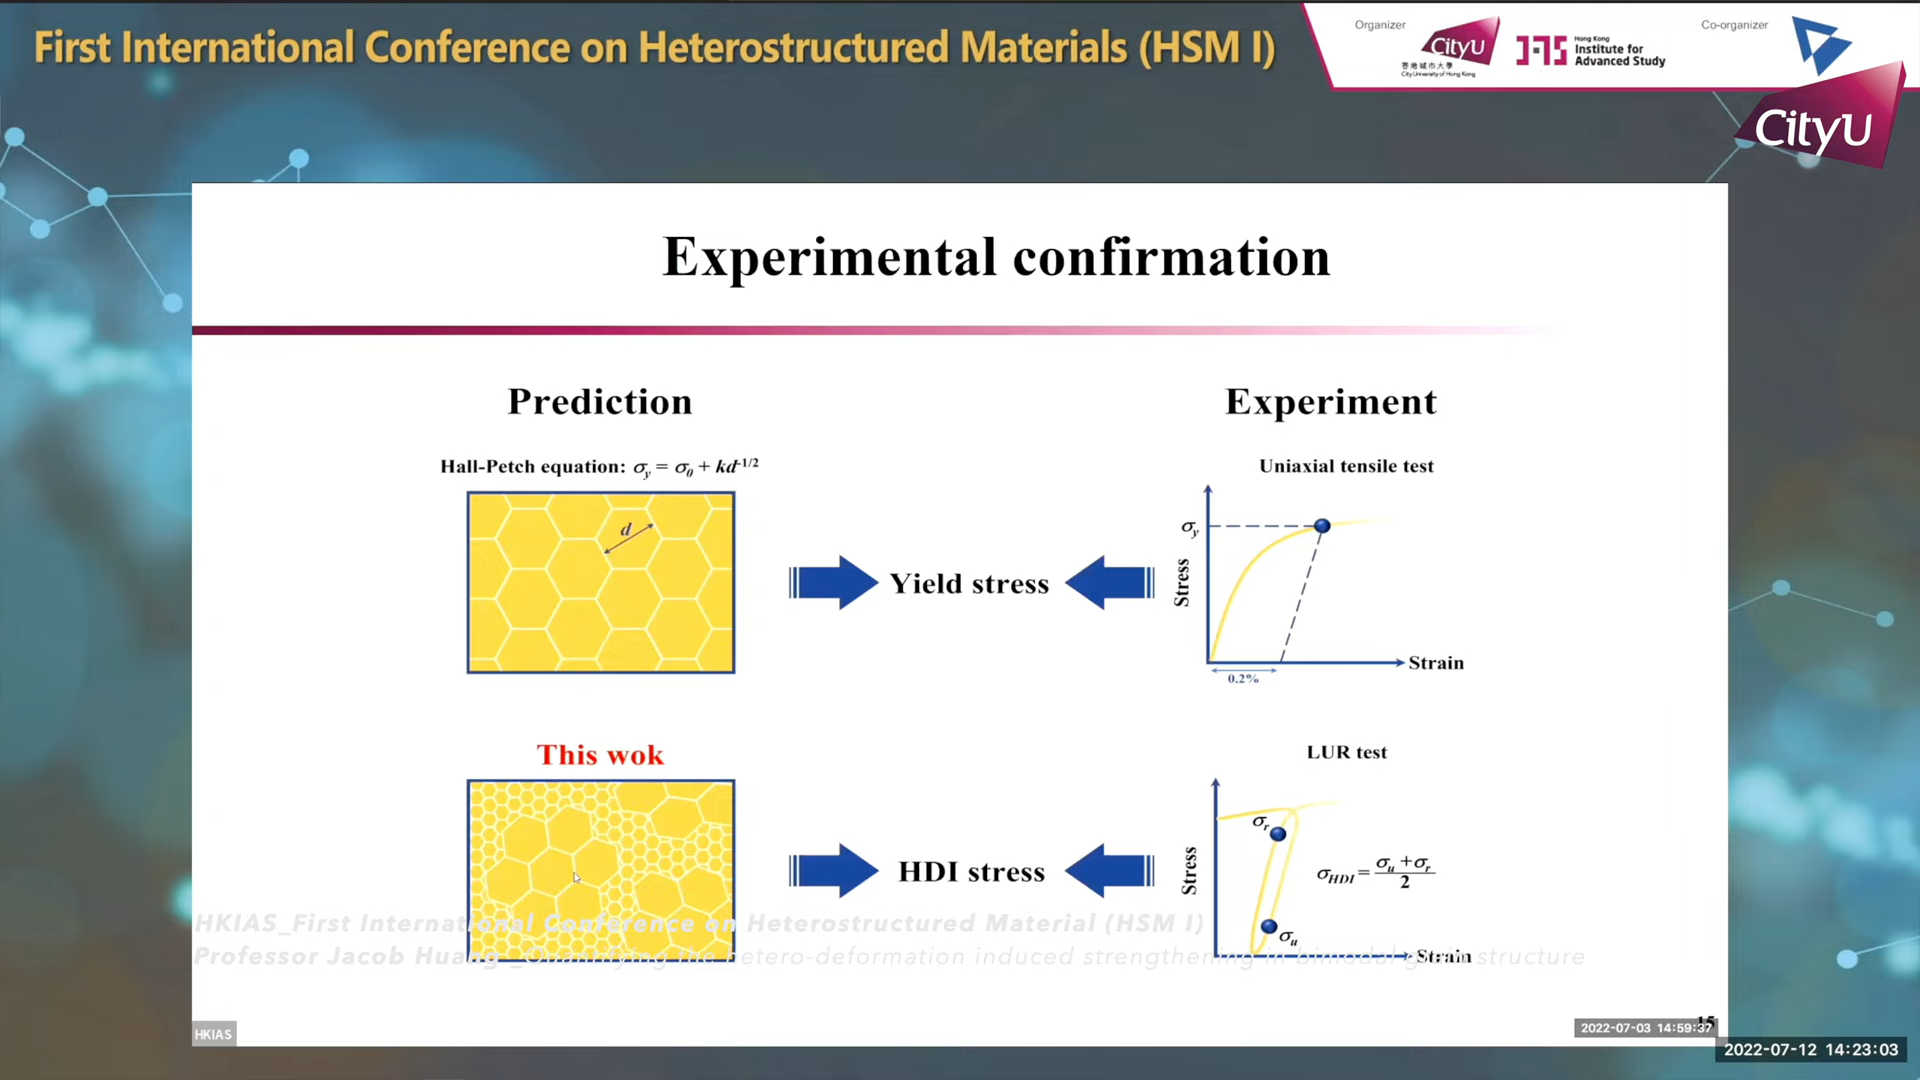 First International Conference on Heterostructured Materials (HSM I)
Organizer
CityU
香港城市大學
City University of Hong Kong
Hong Kong
Institute for
Advanced Study
Co-organizer
CityU
Experimental confirmation
Prediction
Experiment
Hall-Petch equation: σy = σ0 + kd-1/2
Uniaxial tensile test
d
σy
Stress
Yield stress
Strain
0.2%
This wok
LUR test
σr
Stress
HDI stress
σHDI = σu + σr / 2
σu
Strain
HKIAS_First International Conference on Heterostructured Material (HSM I)
Professor Jacob Huang_Quantifying the hetero-deformation induced strengthening in bimodal grain structure
HKIAS
15
2022-07-03 14:59:37
2022-07-12 14:23:03